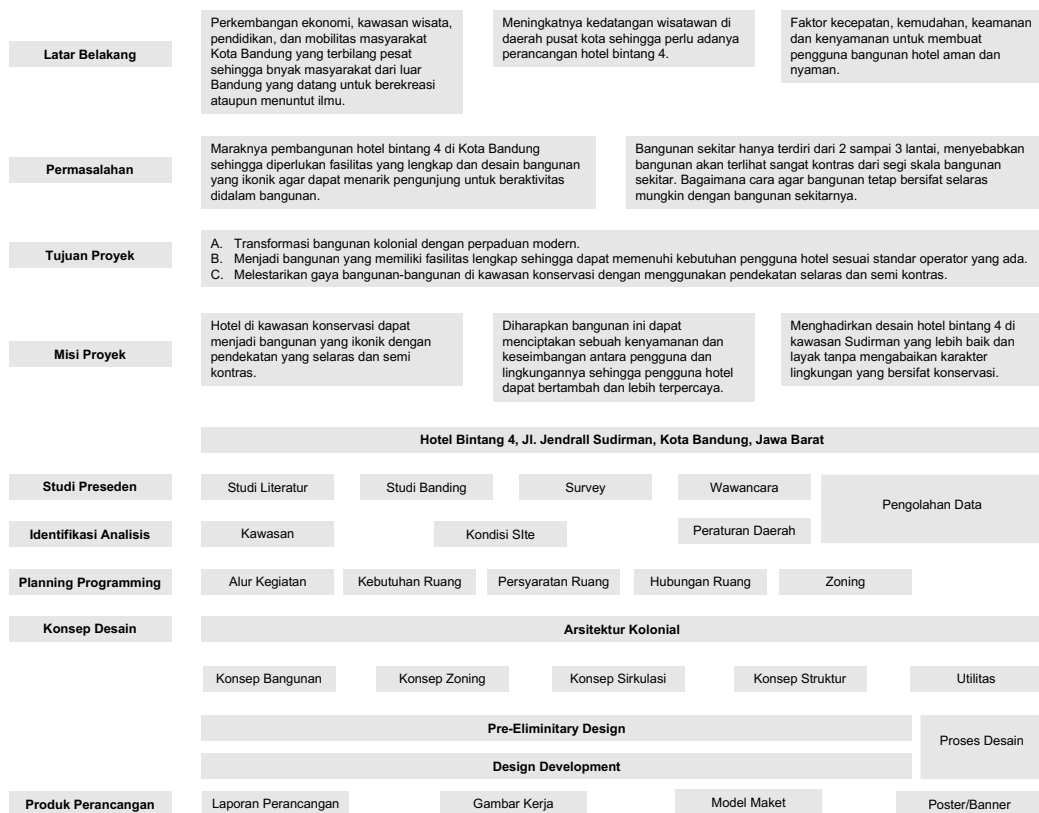 Latar Belakang
Perkembangan ekonomi, kawasan wisata,
pendidikan, dan mobilitas masyarakat
Kota Bandung yang terbilang pesat
sehingga bnyak masyarakat dari luar
Bandung yang datang untuk berekreasi
ataupun menuntut ilmu.
Meningkatnya kedatangan wisatawan di
daerah pusat kota sehingga perlu adanya
perancangan hotel bintang 4.
Faktor kecepatan, kemudahan, keamanan
dan kenyamanan untuk membuat
pengguna bangunan hotel aman dan
nyaman.
Permasalahan
Maraknya pembangunan hotel bintang 4 di Kota Bandung
sehingga diperlukan fasilitas yang lengkap dan desain bangunan
yang ikonik agar dapat menarik pengunjung untuk beraktivitas
didalam bangunan.
Bangunan sekitar hanya terdiri dari 2 sampai 3 lantai, menyebabkan
bangunan akan terlihat sangat kontras dari segi skala bangunan
sekitar. Bagaimana cara agar bangunan tetap bersifat selaras
mungkin dengan bangunan sekitarnya.
Tujuan Proyek
A. Transformasi bangunan kolonial dengan perpaduan modern.
B. Menjadi bangunan yang memiliki fasilitas lengkap sehingga dapat memenuhi kebutuhan pengguna hotel sesuai standar operator yang ada.
C. Melestarikan gaya bangunan-bangunan di kawasan konservasi dengan menggunakan pendekatan selaras dan semi kontras.
Misi Proyek
Hotel di kawasan konservasi dapat
menjadi bangunan yang ikonik dengan
pendekatan yang selaras dan semi
kontras.
Diharapkan bangunan ini dapat
menciptakan sebuah kenyamanan dan
keseimbangan antara pengguna dan
lingkungannya sehingga pengguna hotel
dapat bertambah dan lebih terpercaya.
Menghadirkan desain hotel bintang 4 di
kawasan Sudirman yang lebih baik dan
layak tanpa mengabaikan karakter
lingkungan yang bersifat konservasi.
Hotel Bintang 4, Jl. Jendrall Sudirman, Kota Bandung, Jawa Barat
Studi Preseden
Studi Literatur
Studi Banding
Survey
Wawancara
Pengolahan Data
Identifikasi Analisis
Kawasan
Kondisi SIte
Peraturan Daerah
Planning Programming
Alur Kegiatan
Kebutuhan Ruang
Persyaratan Ruang
Hubungan Ruang
Zoning
Konsep Desain
Arsitektur Kolonial
Konsep Bangunan
Konsep Zoning
Konsep Sirkulasi
Konsep Struktur
Utilitas
Pre-Eliminitary Design
Proses Desain
Design Development
Produk Perancangan
Laporan Perancangan
Gambar Kerja
Model Maket
Poster/Banner